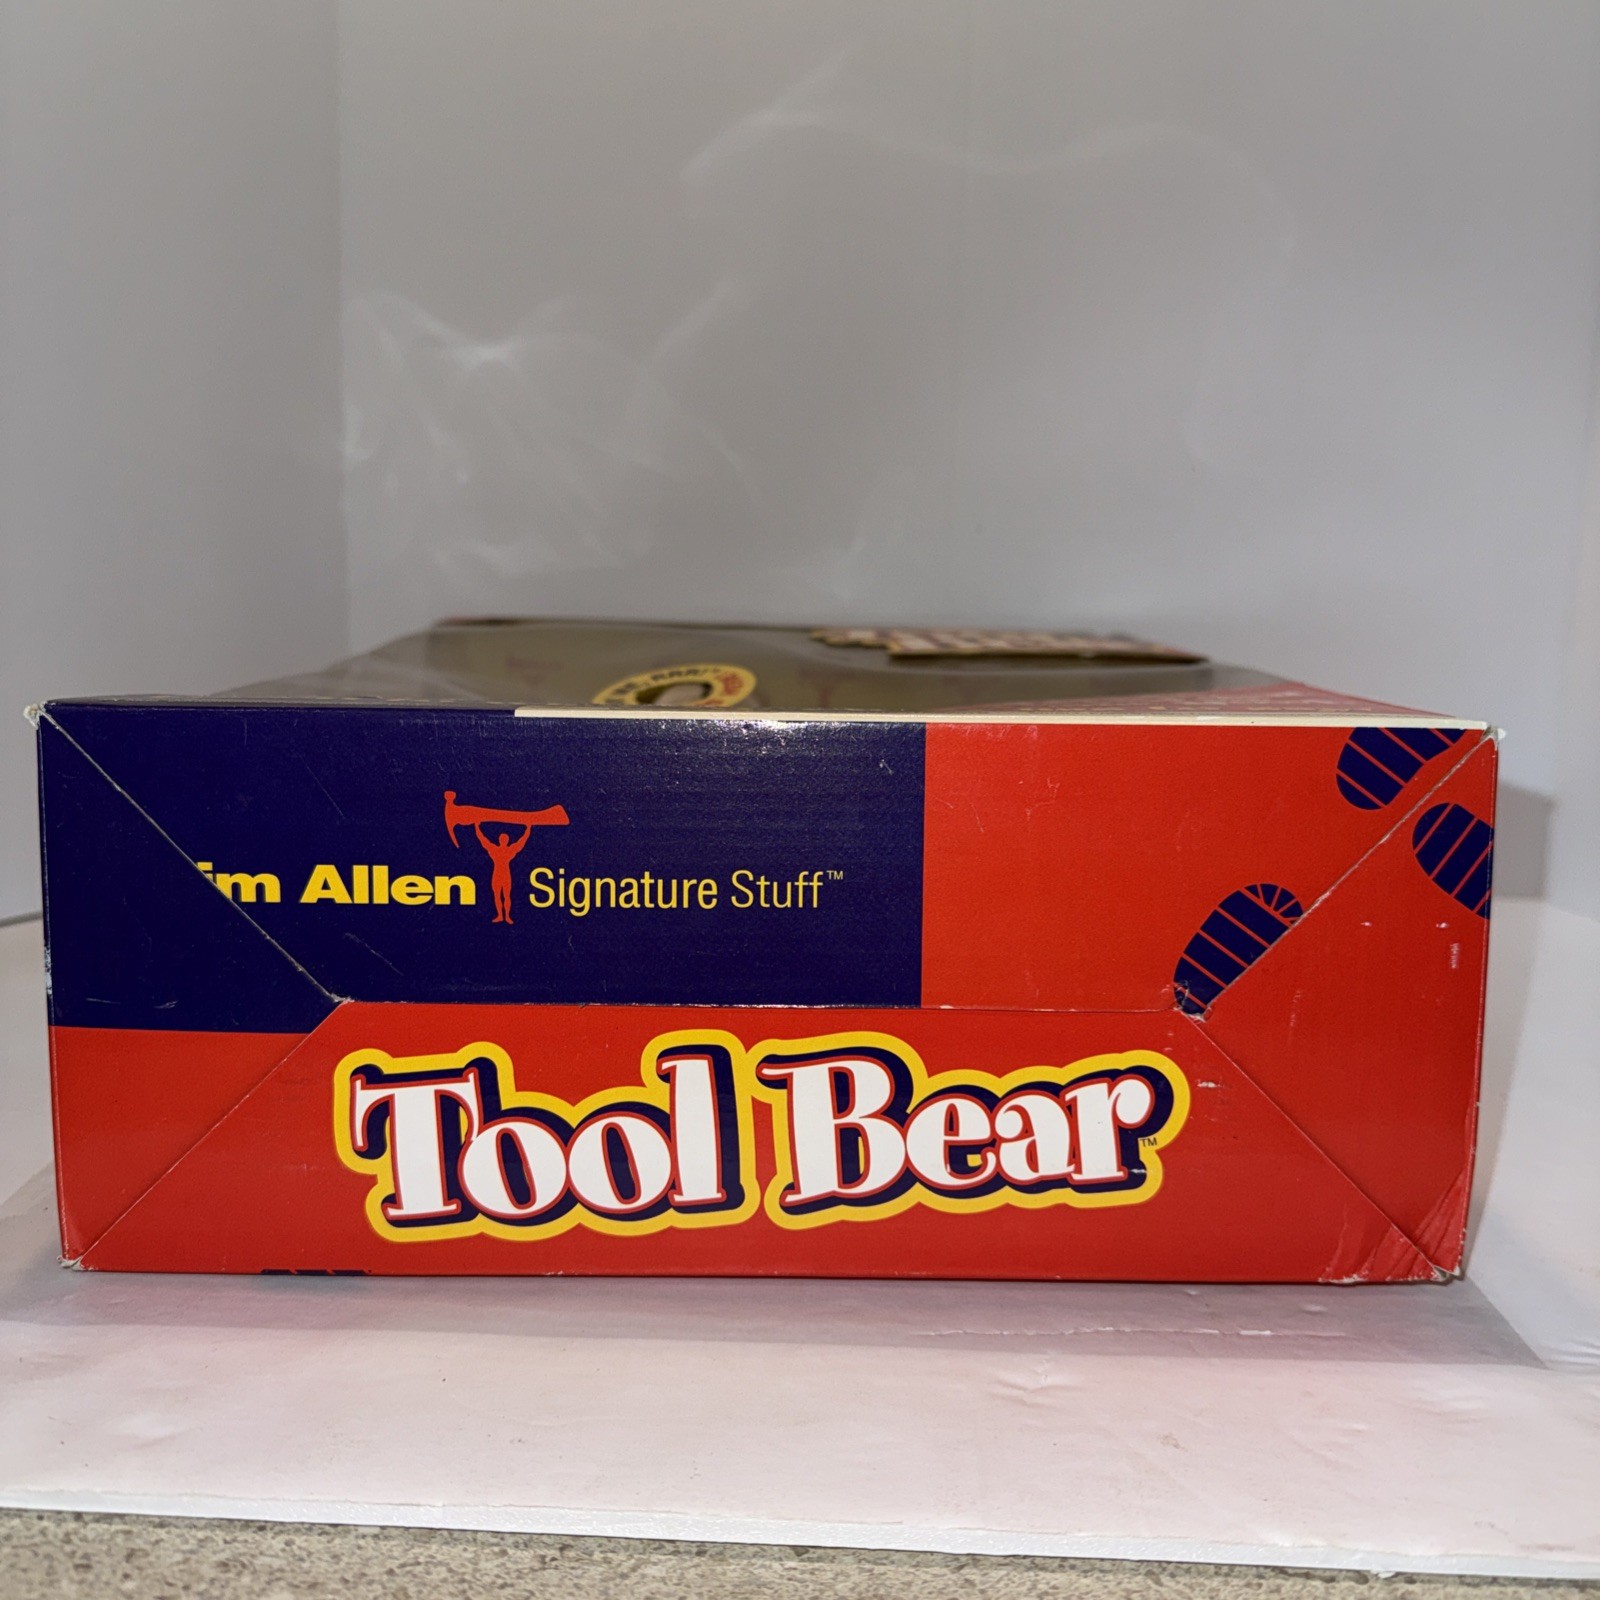 im Allen Signature Stuff™
Tool Bear™